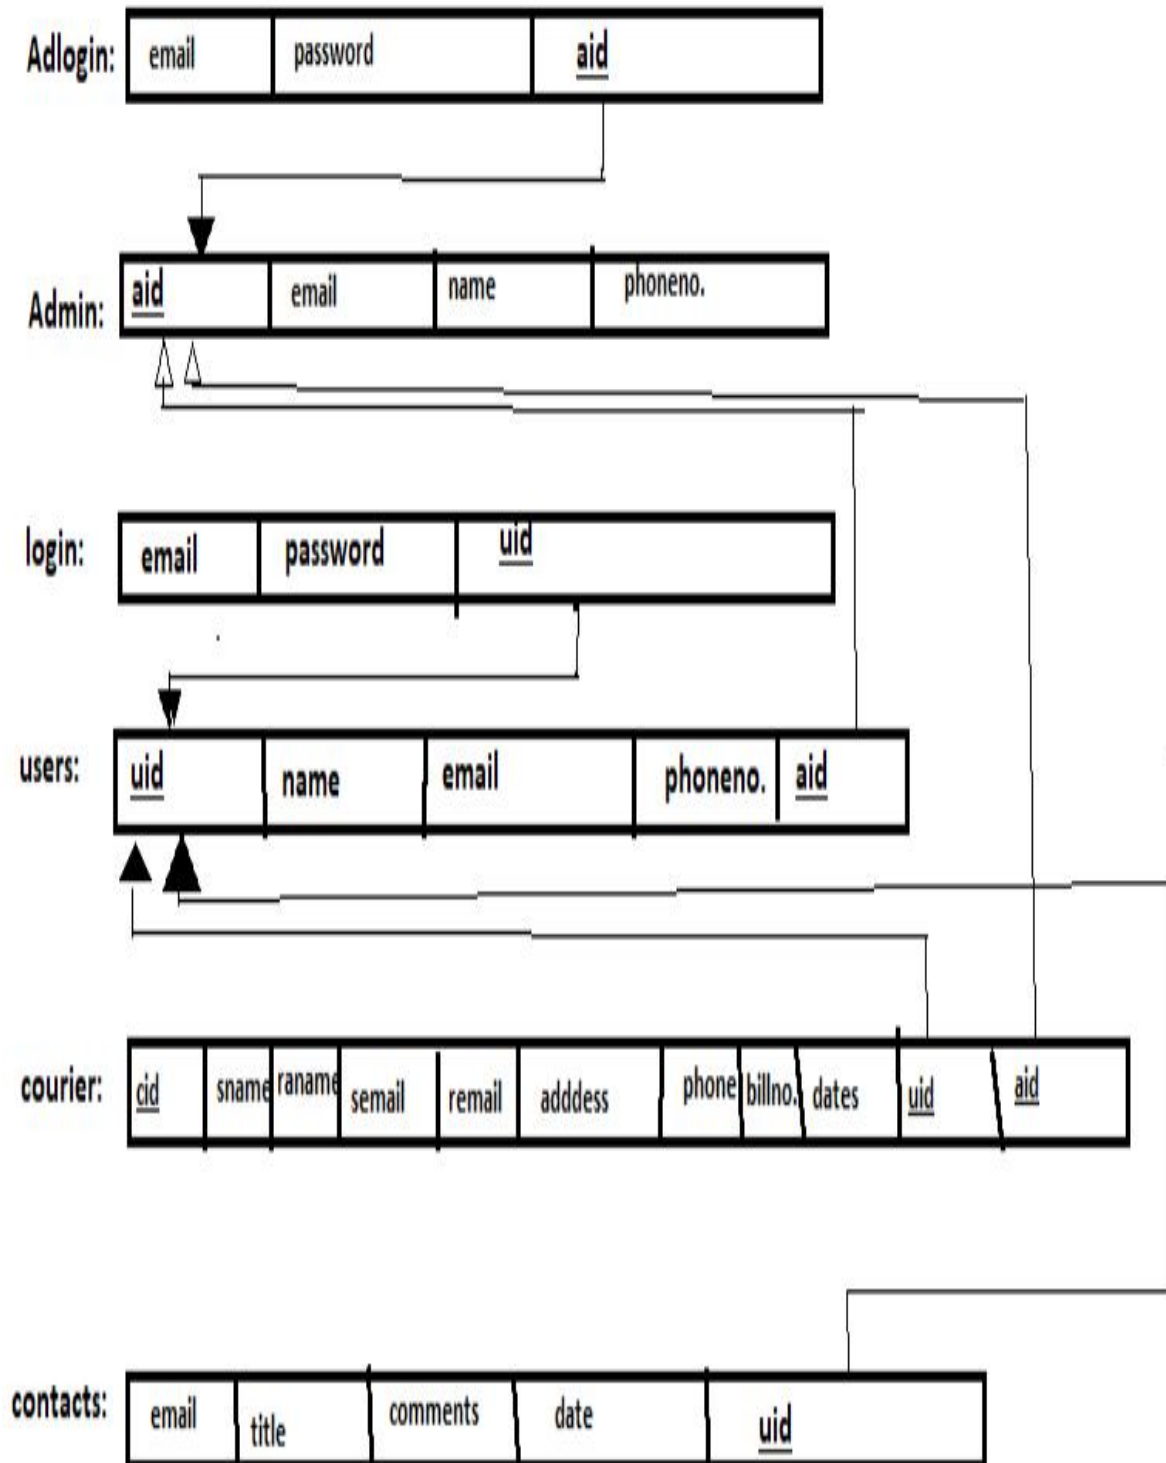 Adlogin: email password aid
Admin: aid email name phoneno.
login: email password uid
users: uid name email phoneno. aid
courier: cid sname raname semail remail adddess phone billno. dates uid aid
contacts: email title comments date uid